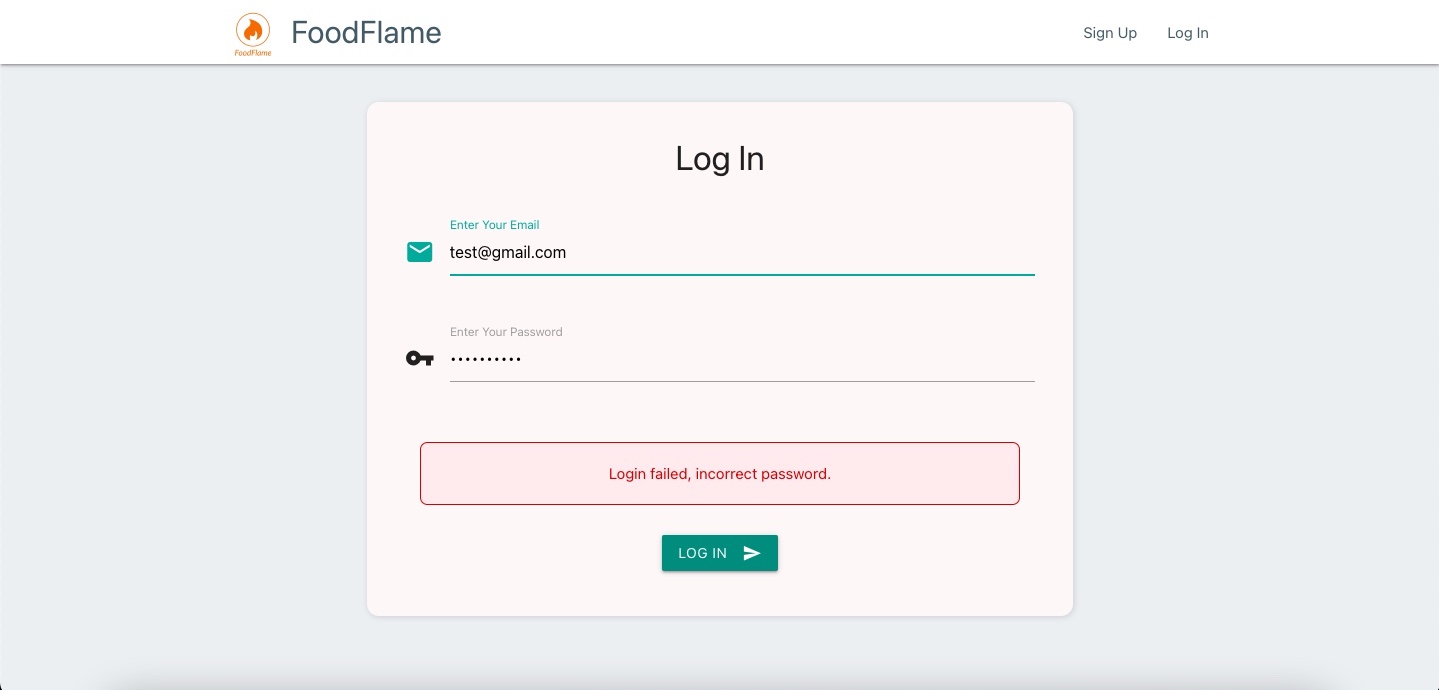 FoodFlame
FoodFlame
Sign Up
Log In
Log In
Enter Your Email
test@gmail.com
Enter Your Password
••••••••••
Login failed, incorrect password.
LOG IN